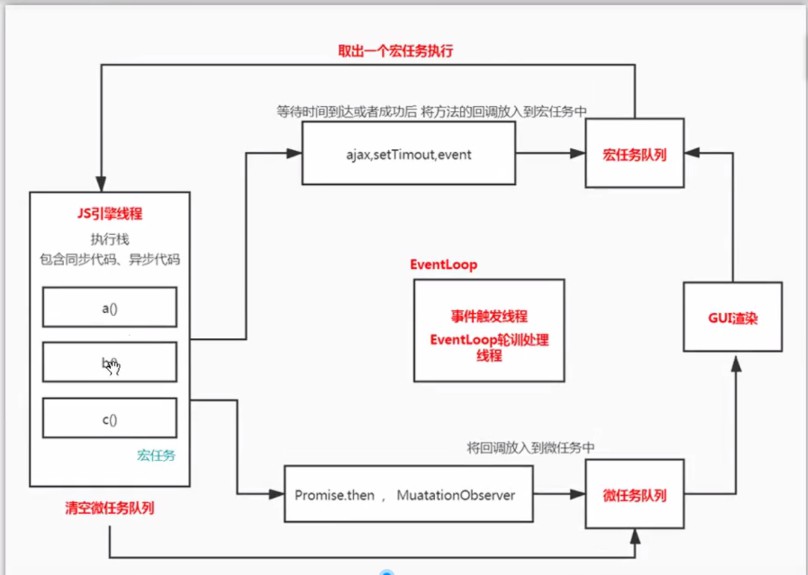 取出一个宏任务执行
等待时间到达或者成功后 将方法的回调放入到宏任务中
ajax,setTimout,event
宏任务队列
JS引擎线程
执行栈
包含同步代码、异步代码
a()
c()
宏任务
清空微任务队列
EventLoop
事件触发线程
EventLoop轮训处理
线程
GUI渲染
将回调放入到微任务中
Promise.then ， MuatationObserver
微任务队列